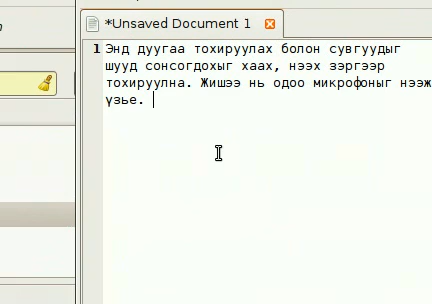 *Unsaved Document 1
1 Энд дуугаа тохируулах болон сувгуудыг
шууд сонсогдохыг хаах, нээх зэргээр
тохируулна. Жишээ нь одоо микрофоныг нээж
үзье.